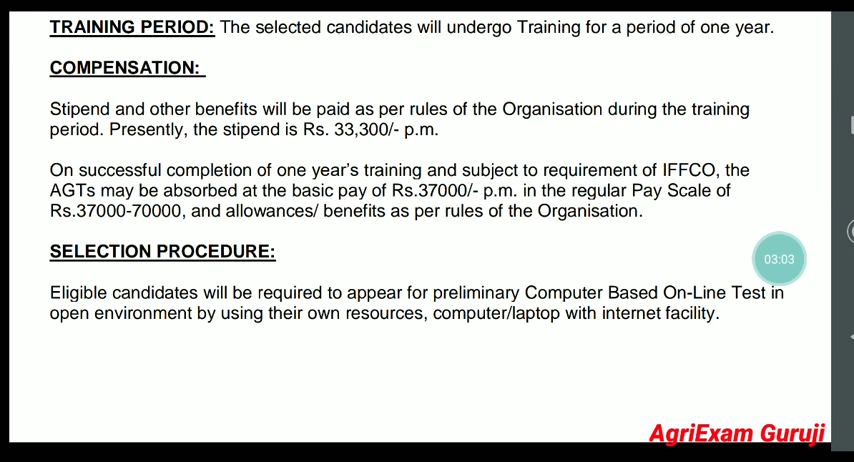 TRAINING PERIOD: The selected candidates will undergo Training for a period of one year.
COMPENSATION:
Stipend and other benefits will be paid as per rules of the Organisation during the training
period. Presently, the stipend is Rs. 33,300/- p.m.
On successful completion of one year's training and subject to requirement of IFFCO, the
AGTs may be absorbed at the basic pay of Rs.37000/- p.m. in the regular Pay Scale of
Rs.37000-70000, and allowances/ benefits as per rules of the Organisation.
SELECTION PROCEDURE:
03:03
Eligible candidates will be required to appear for preliminary Computer Based On-Line Test in
open environment by using their own resources, computer/laptop with internet facility.
AgriExam Guruji